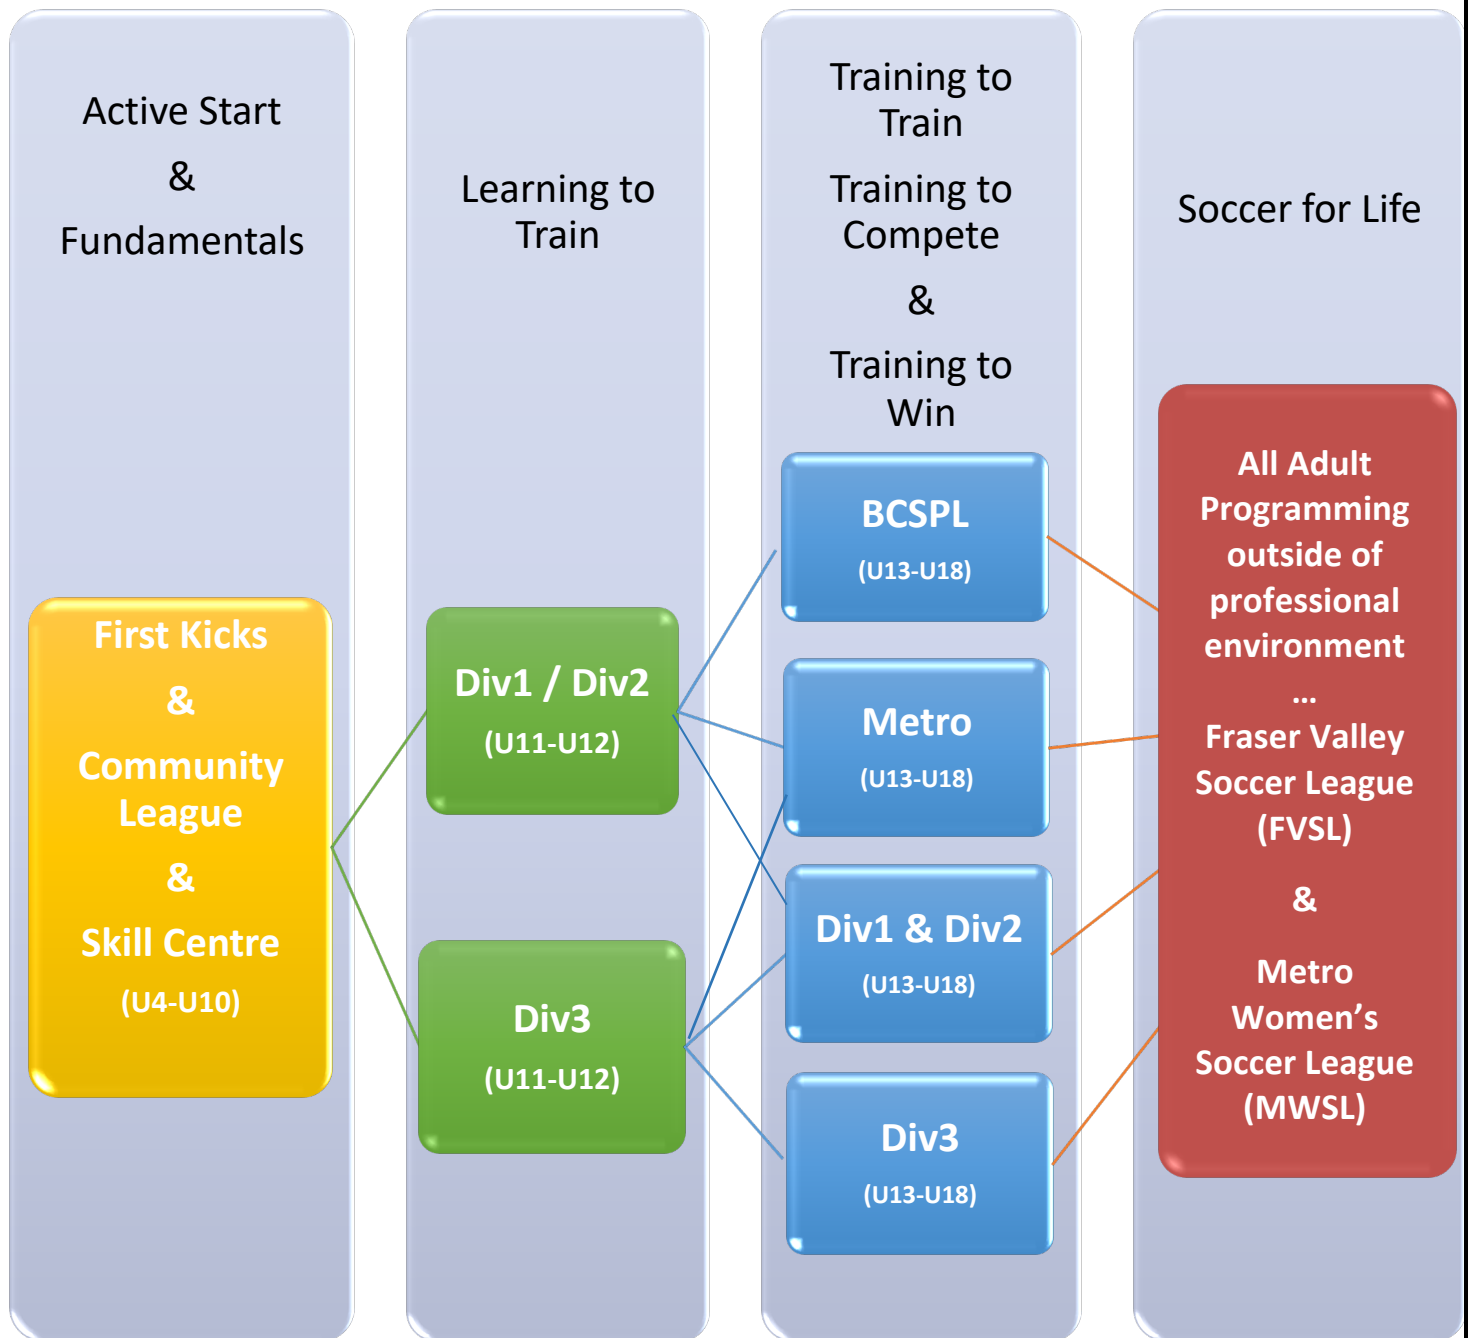 Active Start
&
Fundamentals
First Kicks
&
Community
League
&
Skill Centre
(U4-U10)
Learning to
Train
Div1 / Div2
(U11-U12)
Div3
(U11-U12)
Training to
Train
Training to
Compete
&
Training to
Win
BCSPL
(U13-U18)
Metro
(U13-U18)
Div1 & Div2
(U13-U18)
Div3
(U13-U18)
Soccer for Life
All Adult
Programming
outside of
professional
environment
...
Fraser Valley
Soccer League
(FVSL)
&
Metro
Women’s
Soccer League
(MWSL)